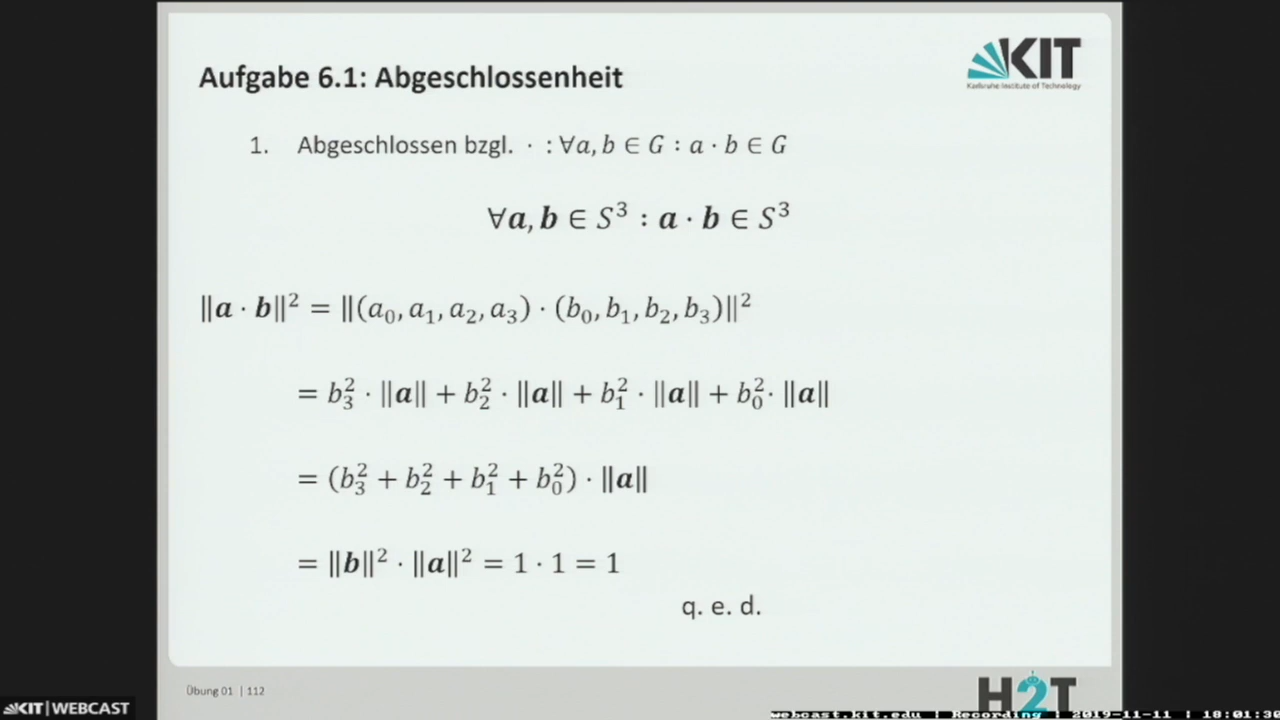 Aufgabe 6.1: Abgeschlossenheit
KIT
Karlsruhe Institute of Technology
1. Abgeschlossen bzgl. · : ∀a, b ∈ G : a · b ∈ G
∀a, b ∈ S³ : a · b ∈ S³
‖a · b‖² = ‖(a₀, a₁, a₂, a₃) · (b₀, b₁, b₂, b₃)‖²
= b₃² · ‖a‖ + b₂² · ‖a‖ + b₁² · ‖a‖ + b₀² · ‖a‖
= (b₃² + b₂² + b₁² + b₀²) · ‖a‖
= ‖b‖² · ‖a‖² = 1 · 1 = 1
q. e. d.
Übung 01 | 112
H2T
KIT | WEBCAST
webcast.kit.edu | Recording : 2019-11-11 | 18:01:30